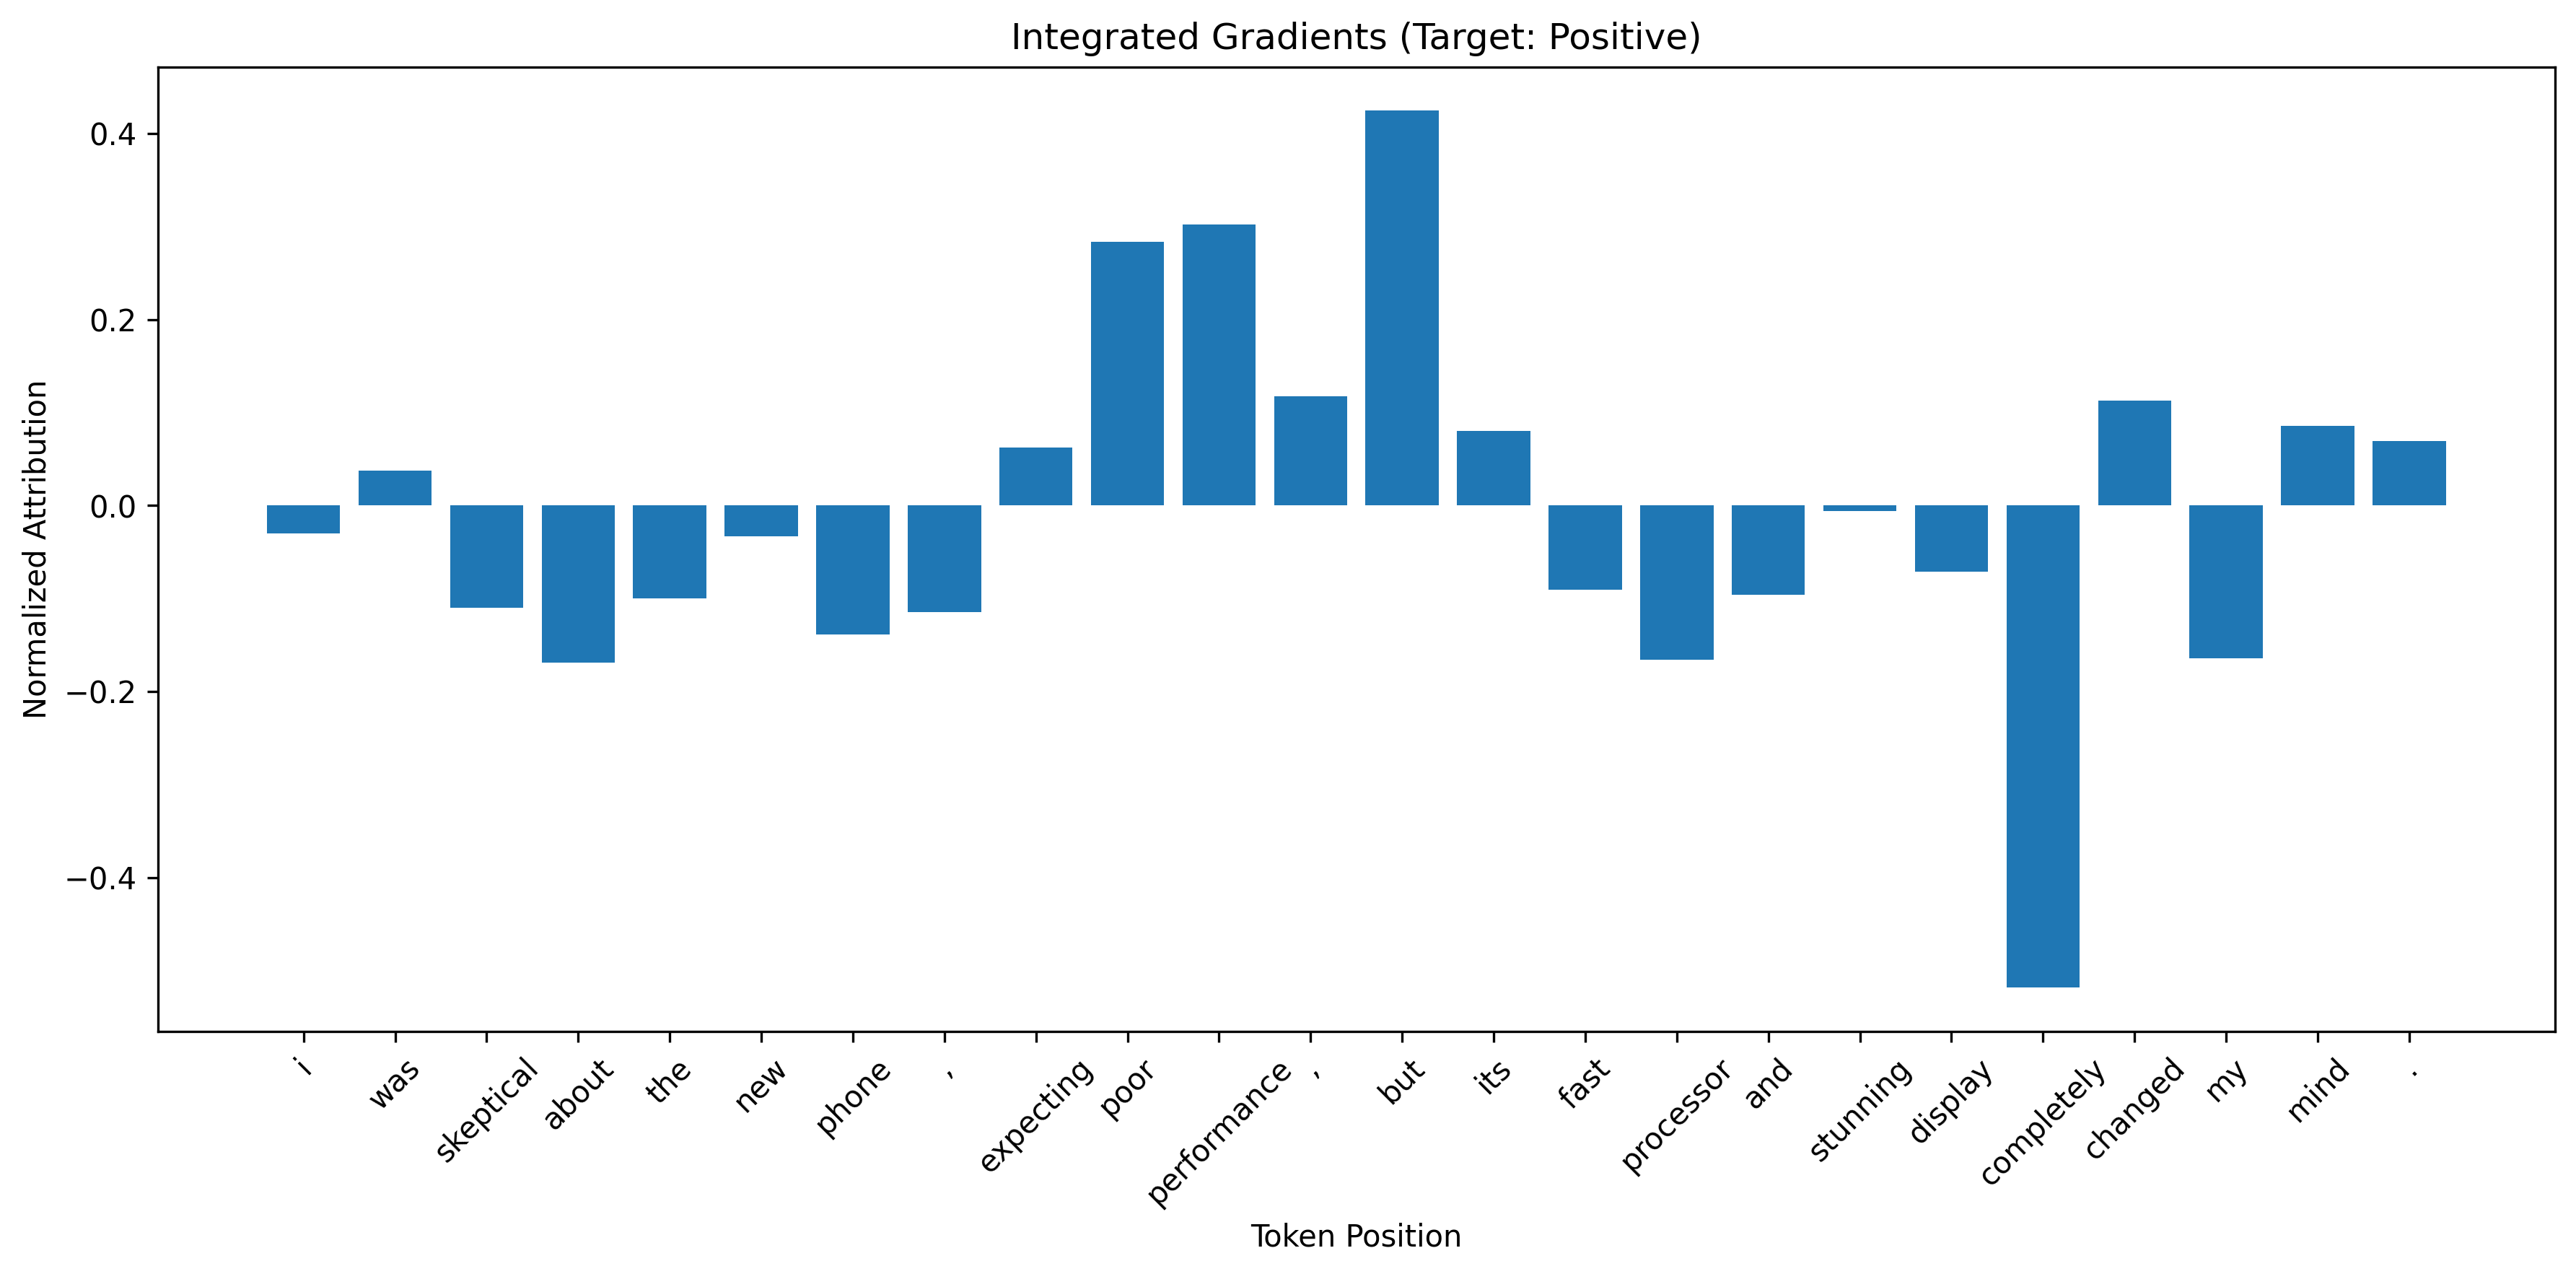 Integrated Gradients (Target: Positive)
Normalized Attribution
0.4
0.2
0.0
−0.2
−0.4
i
was
skeptical
about
the
new
phone
,
expecting
poor
performance
,
but
its
fast
processor
and
stunning
display
completely
changed
my
mind
.
Token Position